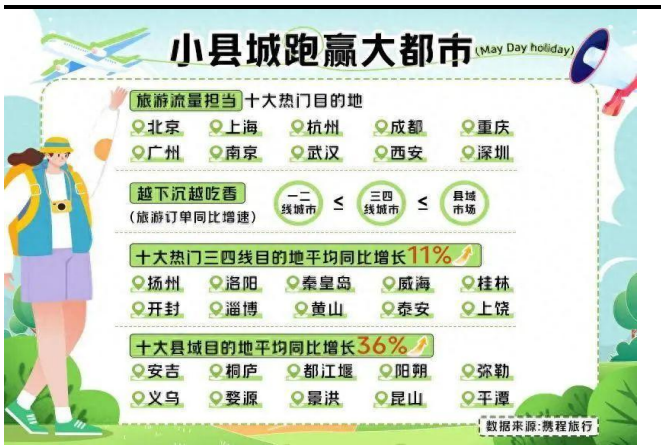 小县城跑赢大都市(May Day holiday)
旅游流量担当 十大热门目的地
北京 上海 杭州 成都 重庆
广州 南京 武汉 西安 深圳
越下沉越吃香
(旅游订单同比增速)
一二线城市 ≤ 三四线城市 ≤ 县域市场
十大热门三四线目的地平均同比增长11%
扬州 洛阳 秦皇岛 威海 桂林
开封 淄博 黄山 泰安 上饶
十大县域目的地平均同比增长36%
安吉 桐庐 都江堰 阳朔 弥勒
义乌 婺源 景洪 昆山 平潭
数据来源:携程旅行